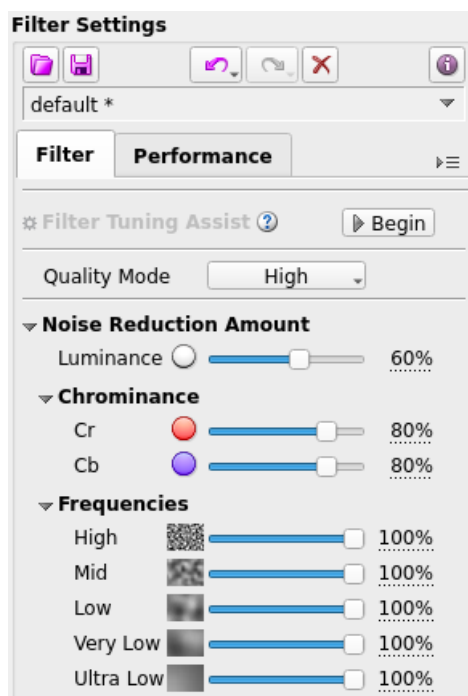 Filter Settings
default *
Filter Performance
Filter Tuning Assist ? Begin
Quality Mode High
Noise Reduction Amount
Luminance 60%
Chrominance
Cr 80%
Cb 80%
Frequencies
High 100%
Mid 100%
Low 100%
Very Low 100%
Ultra Low 100%